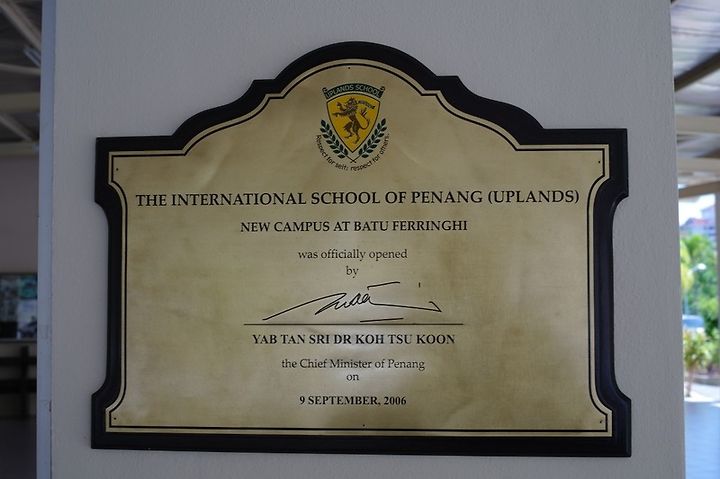 UPLANDS SCHOOL
Respect for self; respect for others.
THE INTERNATIONAL SCHOOL OF PENANG (UPLANDS)
NEW CAMPUS AT BATU FERRINGHI
was officially opened
by
YAB TAN SRI DR KOH TSU KOON
the Chief Minister of Penang
on
9 SEPTEMBER, 2006